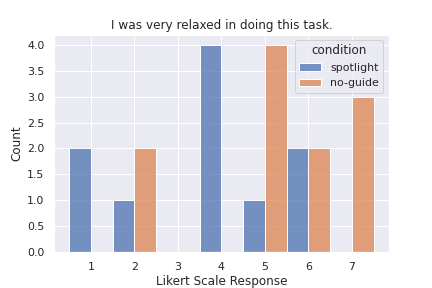 I was very relaxed in doing this task.
condition
spotlight
no-guide
4.0
3.5
3.0
2.5
2.0
1.5
1.0
0.5
0.0
Count
1 2 3 4 5 6 7
Likert Scale Response